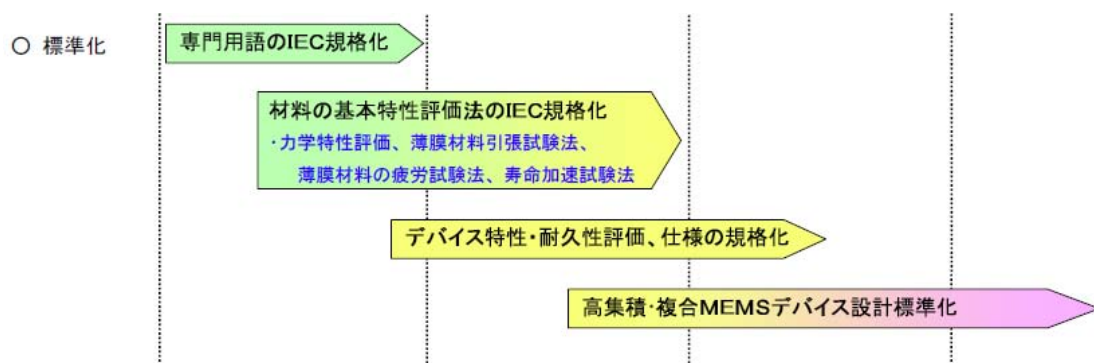 ○ 標準化
専門用語のIEC規格化
材料の基本特性評価法のIEC規格化
・力学特性評価、薄膜材料引張試験法、
薄膜材料の疲労試験法、寿命加速試験法
デバイス特性・耐久性評価、仕様の規格化
高集積・複合MEMSデバイス設計標準化